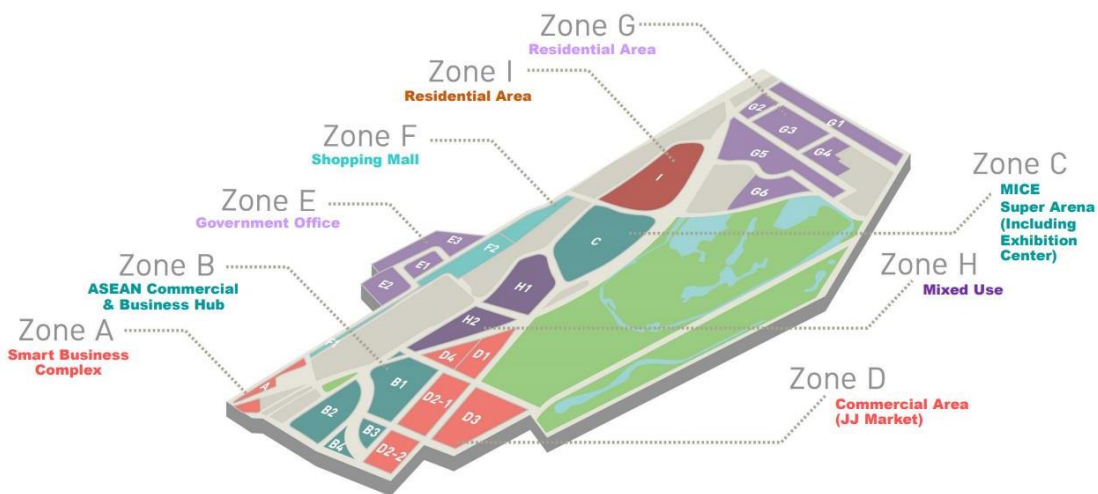 Zone G
Residential Area
Zone I
Residential Area
Zone F
Shopping Mall
Zone E
Government Office
Zone B
ASEAN Commercial
& Business Hub
Zone A
Smart Business
Complex
Zone C
MICE
Super Arena
(Including
Exhibition
Center)
Zone H
Mixed Use
Zone D
Commercial Area
(JJ Market)
G1
G2
G3
G4
G5
G6
I
C
F2
E3
E1
E2
H1
H2
D4
D1
B1
D2-1
D3
B2
B3
B4
D2-2
A